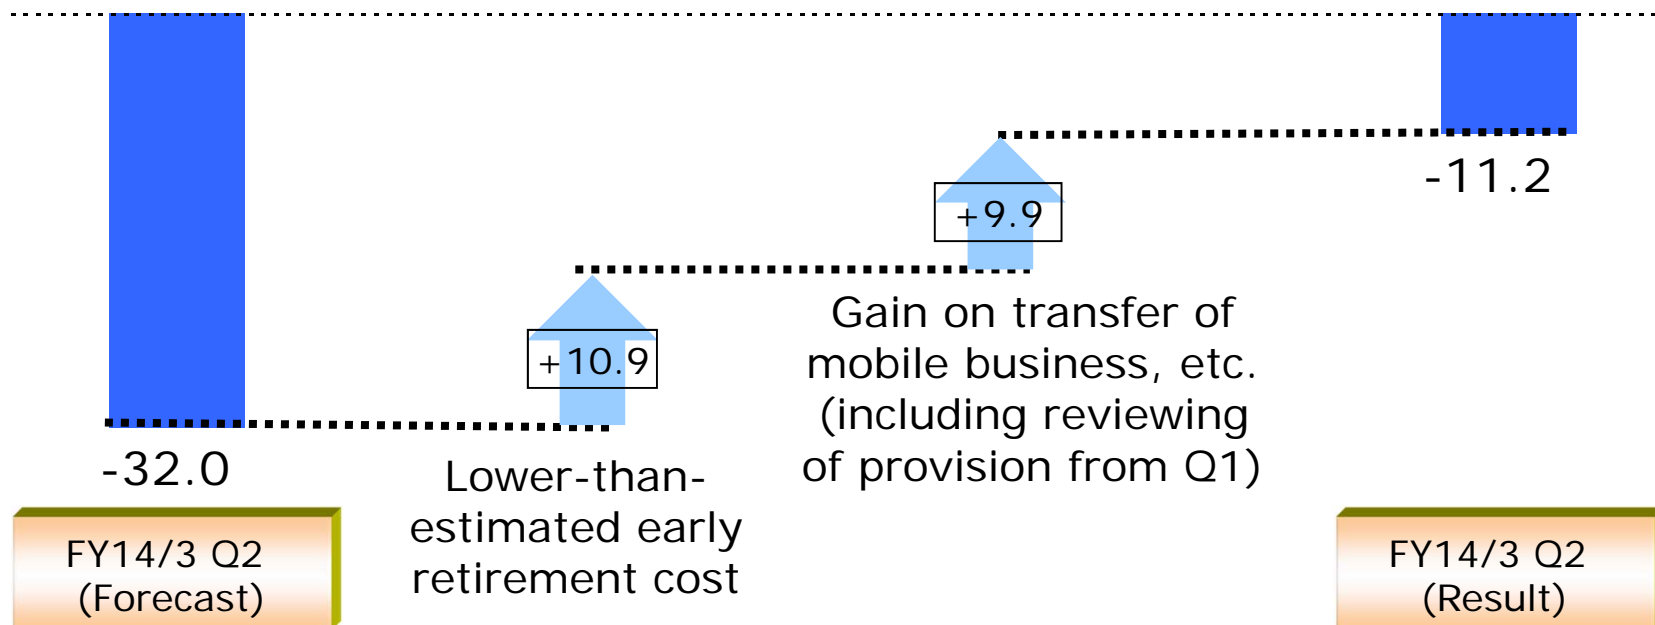 -32.0
FY14/3 Q2
(Forecast)
+10.9
Lower-than-
estimated early
retirement cost
+9.9
Gain on transfer of
mobile business, etc.
(including reviewing
of provision from Q1)
-11.2
FY14/3 Q2
(Result)